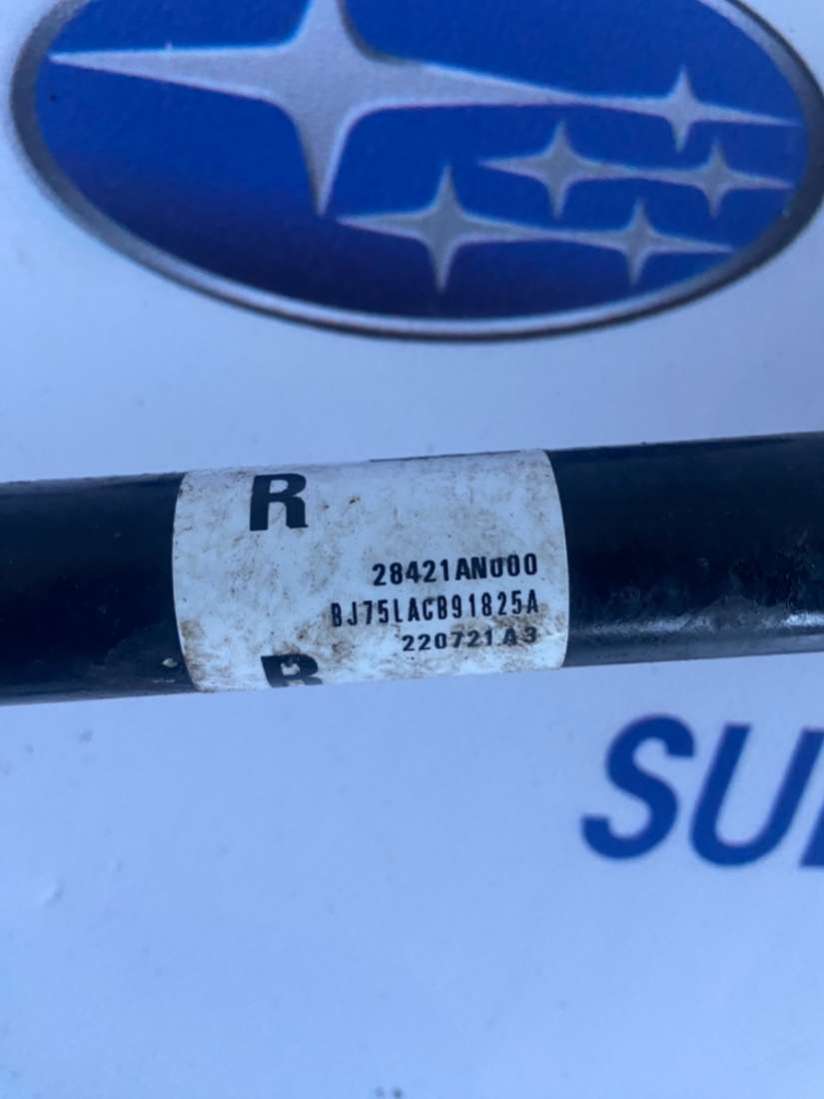 R
28421AN000
BJ75LACB91825A
220721A3
R
SU